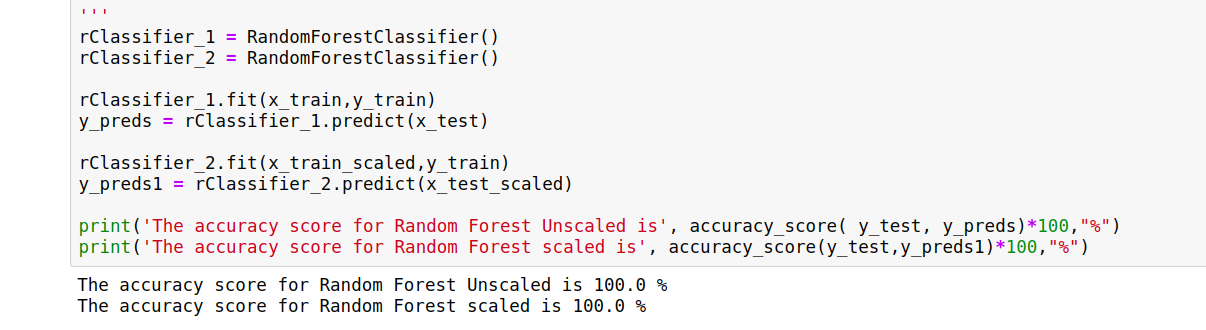 '''
rClassifier_1 = RandomForestClassifier()
rClassifier_2 = RandomForestClassifier()
rClassifier_1.fit(x_train,y_train)
y_preds = rClassifier_1.predict(x_test)
rClassifier_2.fit(x_train_scaled,y_train)
y_preds1 = rClassifier_2.predict(x_test_scaled)
print('The accuracy score for Random Forest Unscaled is', accuracy_score( y_test, y_preds)*100,"%")
print('The accuracy score for Random Forest scaled is', accuracy_score(y_test,y_preds1)*100,"%")
The accuracy score for Random Forest Unscaled is 100.0 %
The accuracy score for Random Forest scaled is 100.0 %